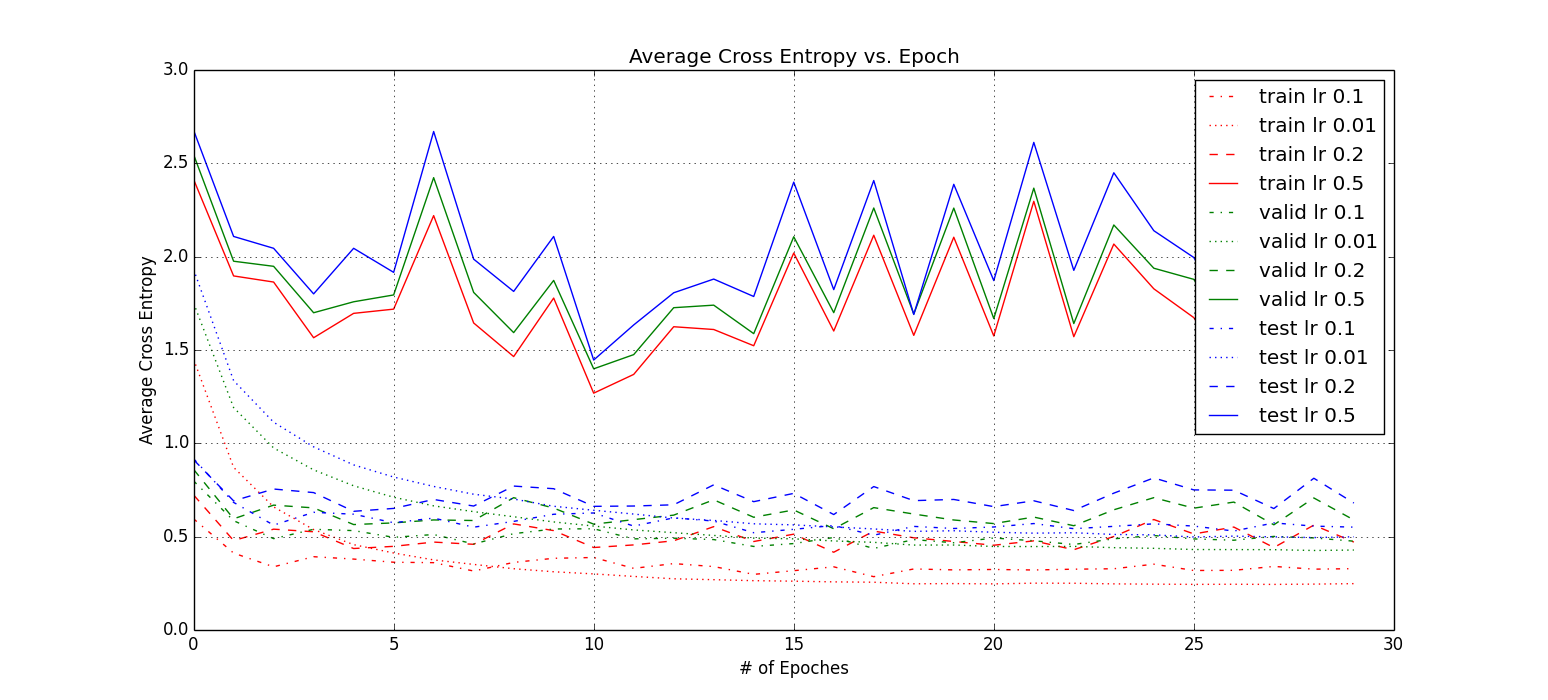 Average Cross Entropy vs. Epoch
3.0
2.5
2.0
1.5
1.0
0.5
0.0
Average Cross Entropy
train lr 0.1
train lr 0.01
train lr 0.2
train lr 0.5
valid lr 0.1
valid lr 0.01
valid lr 0.2
valid lr 0.5
test lr 0.1
test lr 0.01
test lr 0.2
test lr 0.5
0 5 10 15 20 25 30
# of Epoches